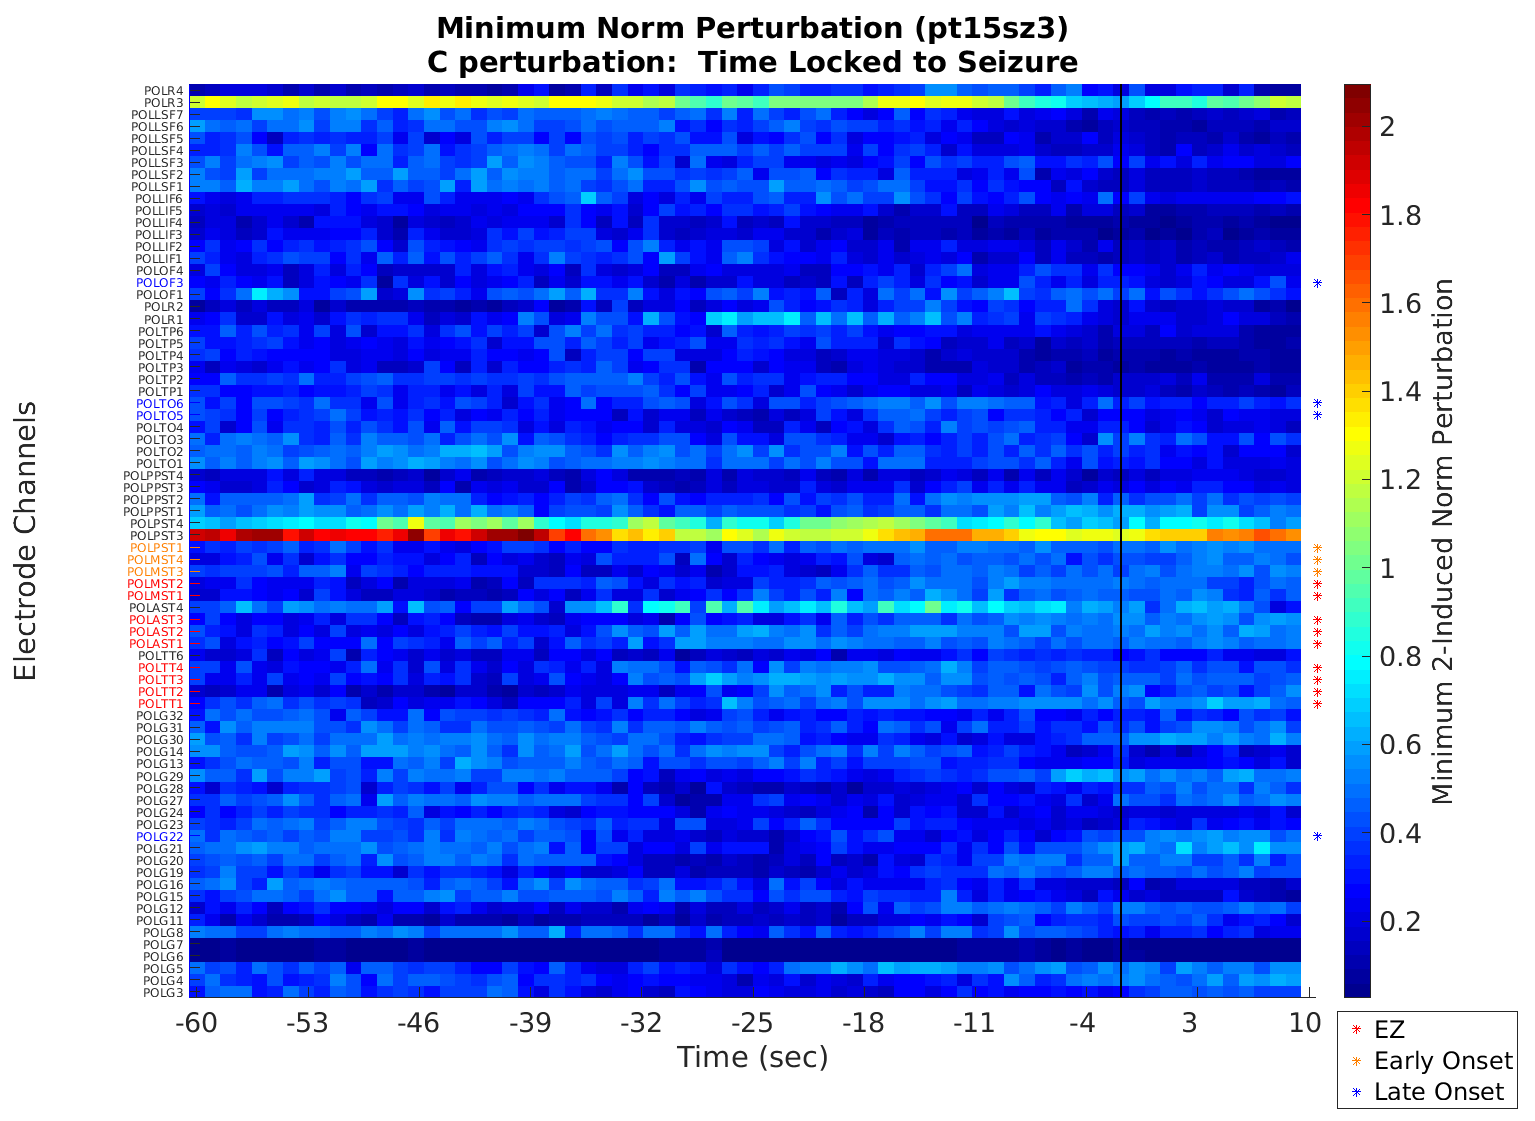 Minimum Norm Perturbation (pt15sz3)
C perturbation:  Time Locked to Seizure
Electrode Channels
POLR4
POLR3
POLLSF7
POLLSF6
POLLSF5
POLLSF4
POLLSF3
POLLSF2
POLLSF1
POLLIF6
POLLIF5
POLLIF4
POLLIF3
POLLIF2
POLLIF1
POLOF4
POLOF3
POLOF1
POLR2
POLR1
POLTP6
POLTP5
POLTP4
POLTP3
POLTP2
POLTP1
POLTO6
POLTO5
POLTO4
POLTO3
POLTO2
POLTO1
POLPPST4
POLPPST3
POLPPST2
POLPPST1
POLPST4
POLPST3
POLPST1
POLMST4
POLMST3
POLMST2
POLMST1
POLAST4
POLAST3
POLAST2
POLAST1
POLTT6
POLTT4
POLTT3
POLTT2
POLTT1
POLG32
POLG31
POLG30
POLG14
POLG13
POLG29
POLG28
POLG27
POLG24
POLG23
POLG22
POLG21
POLG20
POLG19
POLG16
POLG15
POLG12
POLG11
POLG8
POLG7
POLG6
POLG5
POLG4
POLG3
-60 -53 -46 -39 -32 -25 -18 -11 -4 3 10
Time (sec)
2
1.8
1.6
1.4
1.2
1
0.8
0.6
0.4
0.2
Minimum 2-Induced Norm Perturbation
EZ
Early Onset
Late Onset